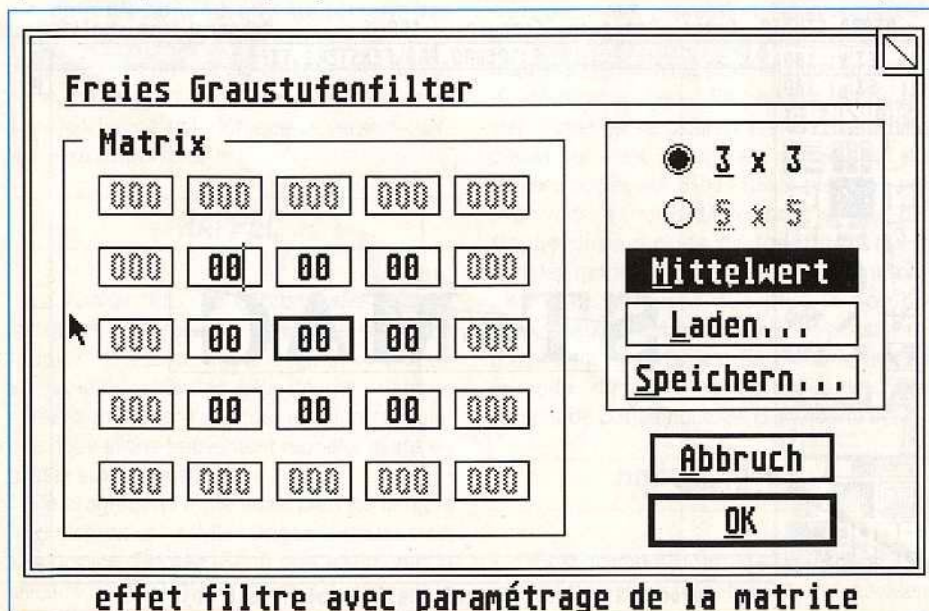 Freies Graustufenfilter
Matrix
000 000 000 000 000
000 00 00 00 000
000 00 00 00 000
000 00 00 00 000
000 000 000 000 000
3 x 3
5 x 5
Mittelwert
Laden...
Speichern...
Abbruch
OK
effet filtre avec paramétrage de la matrice